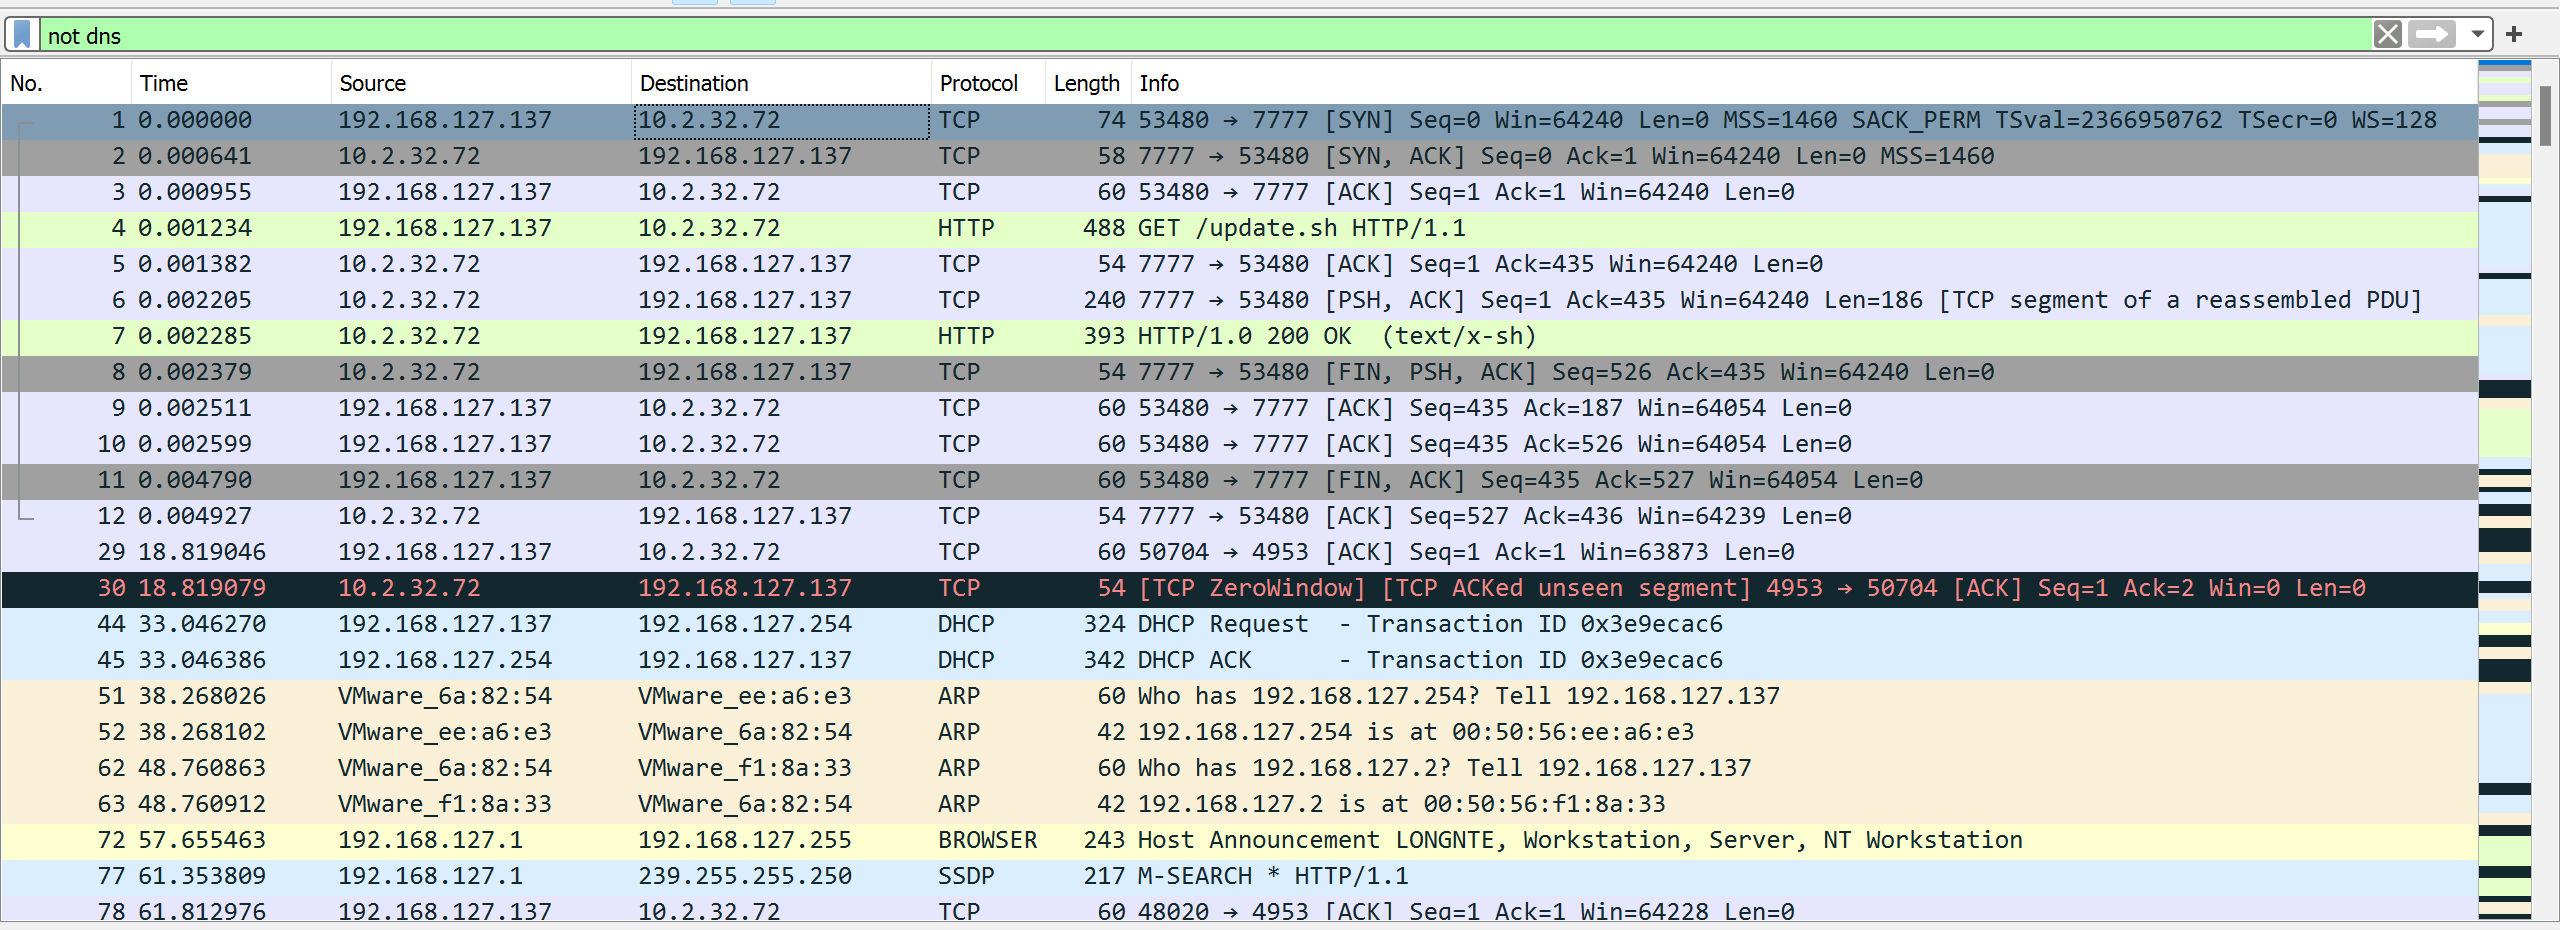 not dns
No. Time Source Destination Protocol Length Info
1 0.000000 192.168.127.137 10.2.32.72 TCP 74 53480 → 7777 [SYN] Seq=0 Win=64240 Len=0 MSS=1460 SACK_PERM TSval=2366950762 TSecr=0 WS=128
2 0.000641 10.2.32.72 192.168.127.137 TCP 58 7777 → 53480 [SYN, ACK] Seq=0 Ack=1 Win=64240 Len=0 MSS=1460
3 0.000955 192.168.127.137 10.2.32.72 TCP 60 53480 → 7777 [ACK] Seq=1 Ack=1 Win=64240 Len=0
4 0.001234 192.168.127.137 10.2.32.72 HTTP 488 GET /update.sh HTTP/1.1
5 0.001382 10.2.32.72 192.168.127.137 TCP 54 7777 → 53480 [ACK] Seq=1 Ack=435 Win=64240 Len=0
6 0.002205 10.2.32.72 192.168.127.137 TCP 240 7777 → 53480 [PSH, ACK] Seq=1 Ack=435 Win=64240 Len=186 [TCP segment of a reassembled PDU]
7 0.002285 10.2.32.72 192.168.127.137 HTTP 393 HTTP/1.0 200 OK (text/x-sh)
8 0.002379 10.2.32.72 192.168.127.137 TCP 54 7777 → 53480 [FIN, PSH, ACK] Seq=526 Ack=435 Win=64240 Len=0
9 0.002511 192.168.127.137 10.2.32.72 TCP 60 53480 → 7777 [ACK] Seq=435 Ack=187 Win=64054 Len=0
10 0.002599 192.168.127.137 10.2.32.72 TCP 60 53480 → 7777 [ACK] Seq=435 Ack=526 Win=64054 Len=0
11 0.004790 192.168.127.137 10.2.32.72 TCP 60 53480 → 7777 [FIN, ACK] Seq=435 Ack=527 Win=64054 Len=0
12 0.004927 10.2.32.72 192.168.127.137 TCP 54 7777 → 53480 [ACK] Seq=527 Ack=436 Win=64239 Len=0
29 18.819046 192.168.127.137 10.2.32.72 TCP 60 50704 → 4953 [ACK] Seq=1 Ack=1 Win=63873 Len=0
30 18.819079 10.2.32.72 192.168.127.137 TCP 54 [TCP ZeroWindow] [TCP ACKed unseen segment] 4953 → 50704 [ACK] Seq=1 Ack=2 Win=0 Len=0
44 33.046270 192.168.127.137 192.168.127.254 DHCP 324 DHCP Request - Transaction ID 0x3e9ecac6
45 33.046386 192.168.127.254 192.168.127.137 DHCP 342 DHCP ACK - Transaction ID 0x3e9ecac6
51 38.268026 VMware_6a:82:54 VMware_ee:a6:e3 ARP 60 Who has 192.168.127.254? Tell 192.168.127.137
52 38.268102 VMware_ee:a6:e3 VMware_6a:82:54 ARP 42 192.168.127.254 is at 00:50:56:ee:a6:e3
62 48.760863 VMware_6a:82:54 VMware_f1:8a:33 ARP 60 Who has 192.168.127.2? Tell 192.168.127.137
63 48.760912 VMware_f1:8a:33 VMware_6a:82:54 ARP 42 192.168.127.2 is at 00:50:56:f1:8a:33
72 57.655463 192.168.127.1 192.168.127.255 BROWSER 243 Host Announcement LONGNTE, Workstation, Server, NT Workstation
77 61.353809 192.168.127.1 239.255.255.250 SSDP 217 M-SEARCH * HTTP/1.1
78 61.812976 192.168.127.137 10.2.32.72 TCP 60 48020 → 4953 [ACK] Seq=1 Ack=1 Win=64228 Len=0